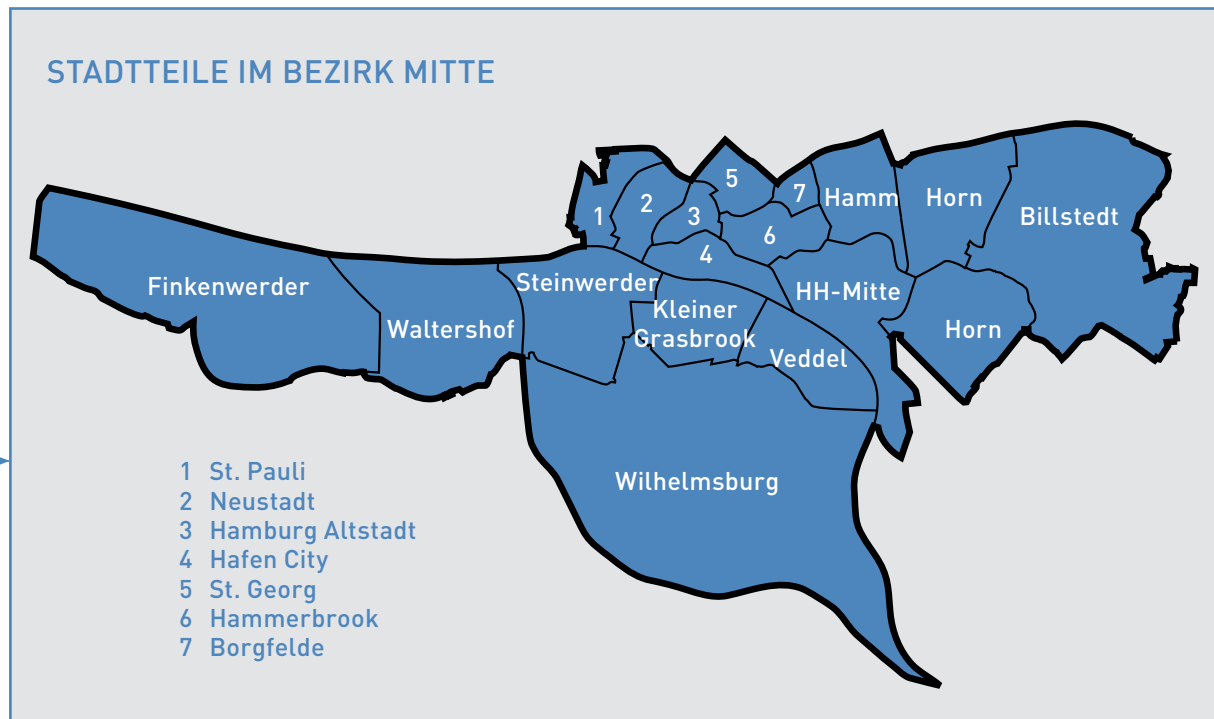 STADTTEILE IM BEZIRK MITTE
5
7
2
Hamm
Horn
1
3
Billstedt
6
4
Steinwerder
Finkenwerder
HH-Mitte
Kleiner
Grasbrook
Waltershof
Horn
Veddel
Wilhelmsburg
1 St. Pauli
2 Neustadt
3 Hamburg Altstadt
4 Hafen City
5 St. Georg
6 Hammerbrook
7 Borgfelde